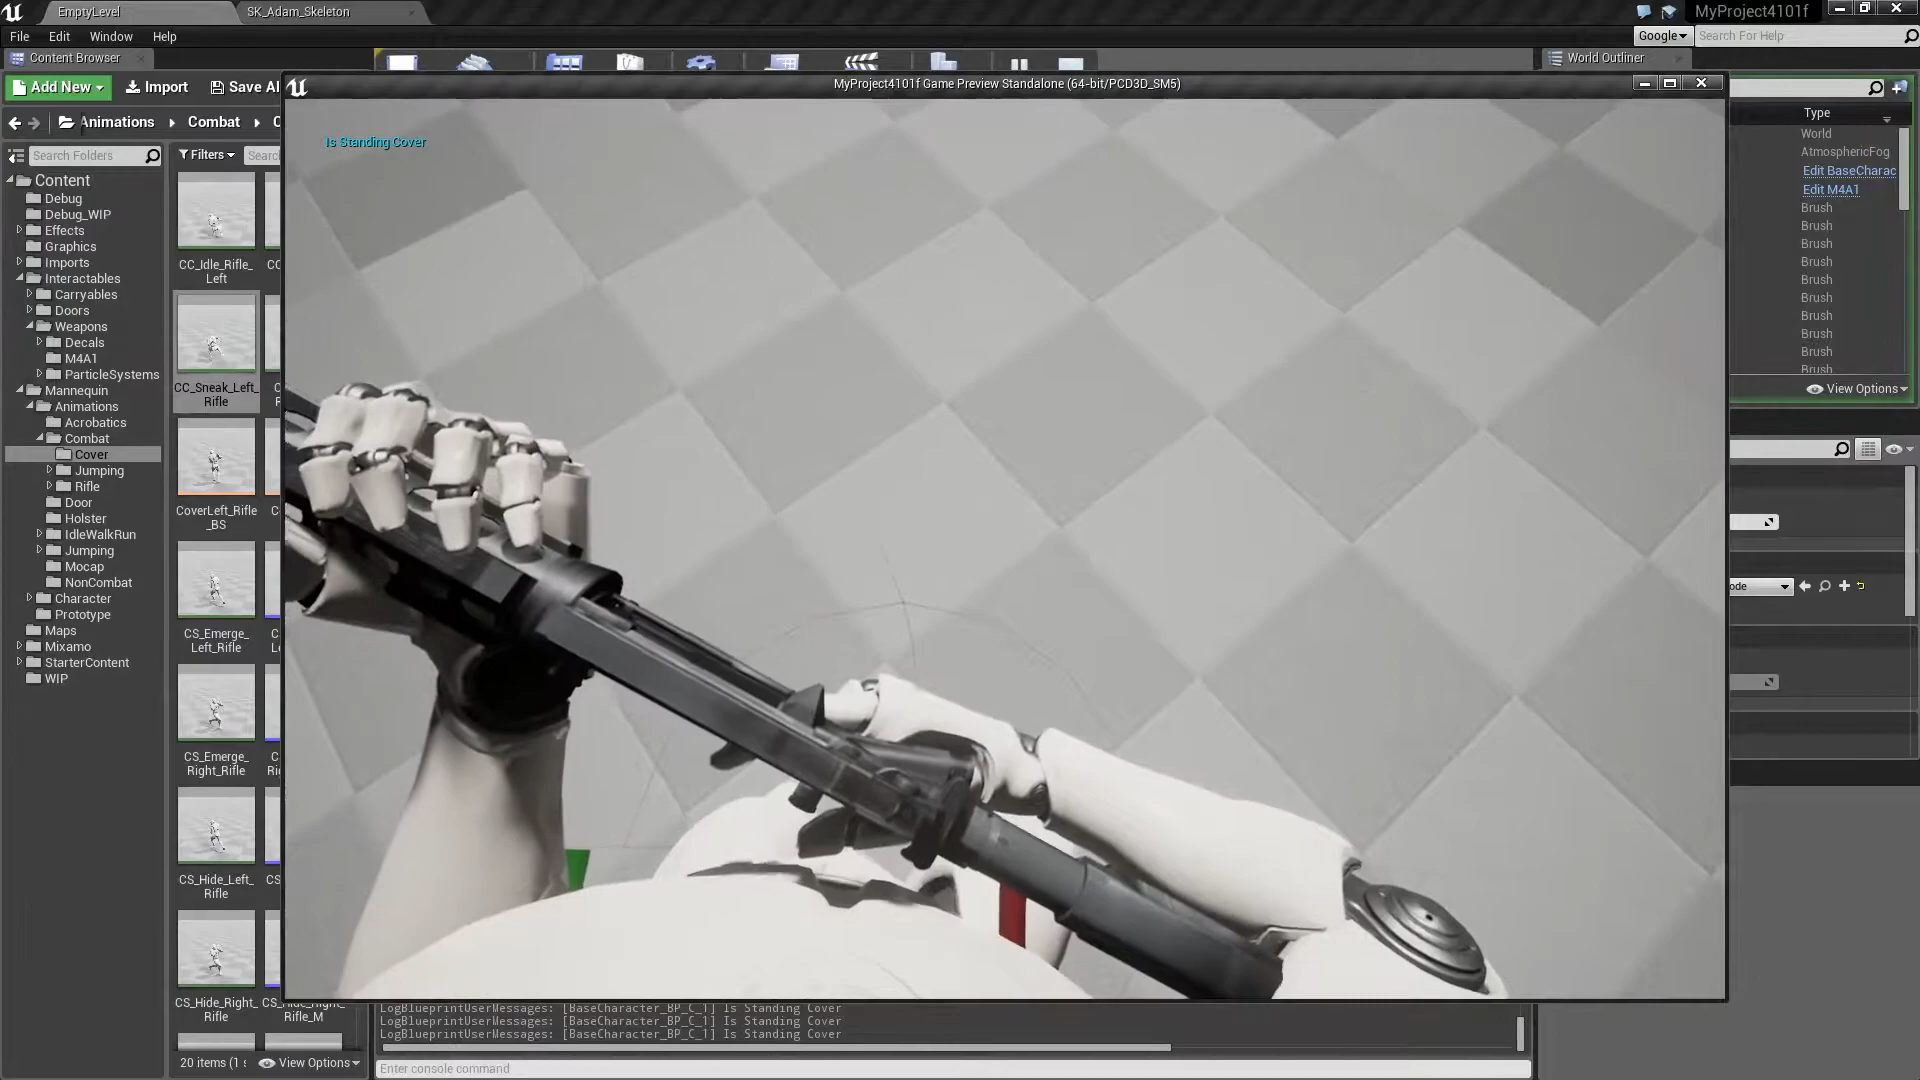 EmptyLevel
SK_Adam_Skeleton
MyProject4101f
File
Edit
Window
Help
Google
Search For Help
Content Browser
World Outliner
Add New
Import
Save Al
MyProject4101f Game Preview Standalone (64-bit/PCD3D_SM5)
Animations
Combat
Type
Search Folders
Filters
Is Standing Cover
World
AtmosphericFog
Edit BaseCharac
Edit M4A1
Brush
Brush
Brush
Brush
Brush
Brush
Brush
Brush
Brush
Brush
View Options
Content
Debug
Debug_WIP
Effects
Graphics
Imports
Interactables
Carryables
Doors
Weapons
Decals
M4A1
ParticleSystems
Mannequin
Animations
Acrobatics
Combat
Cover
Jumping
Rifle
Door
Holster
IdleWalkRun
Jumping
Mocap
NonCombat
Character
Prototype
Maps
Mixamo
StarterContent
WIP
CC_Idle_Rifle_
Left
CC_Sneak_Left_
Rifle
CoverLeft_Rifle
_BS
CS_Emerge_
Left_Rifle
CS_Emerge_
Right_Rifle
CS_Hide_Left_
Rifle
CS_Hide_Right_
Rifle
Rifle_M
20 items (1
View Options
LogBlueprintUserMessages: [BaseCharacter_BP_C_1] Is Standing Cover
LogBlueprintUserMessages: [BaseCharacter_BP_C_1] Is Standing Cover
LogBlueprintUserMessages: [BaseCharacter_BP_C_1] Is Standing Cover
Enter console command